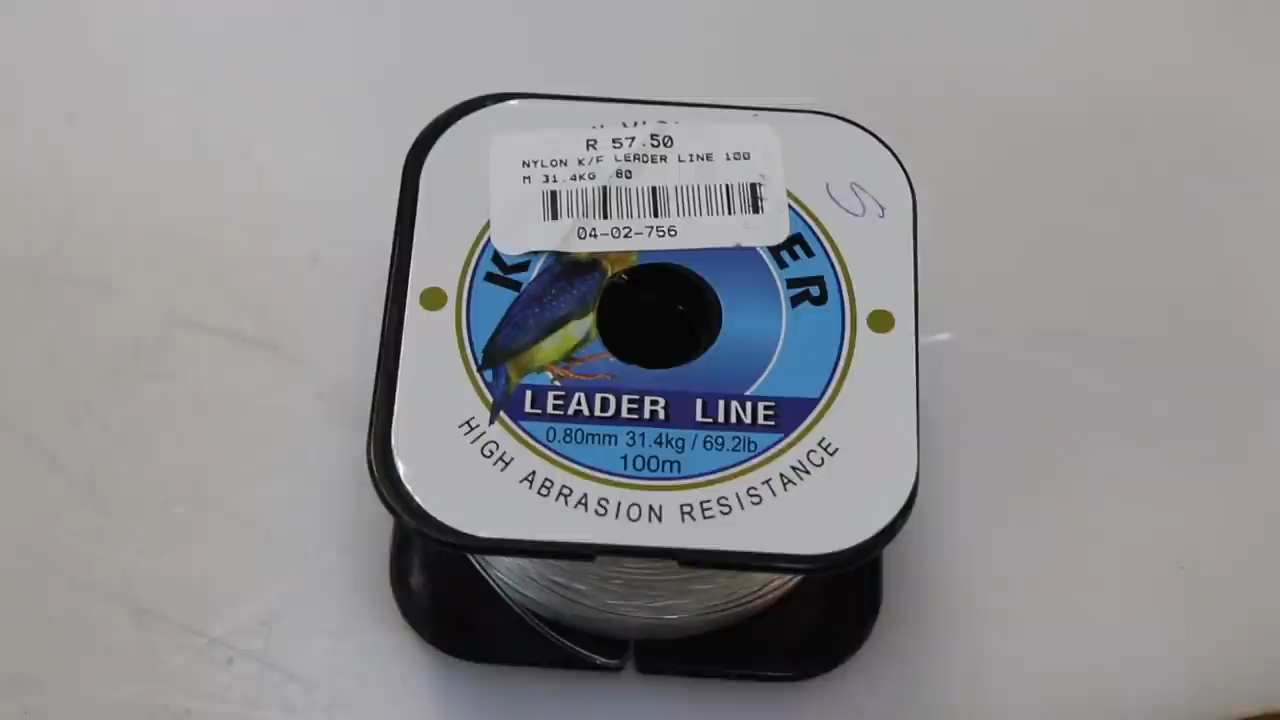 R 57.50
NYLON K/F LEADER LINE 100
M 31.4KG .80
04-02-756
K ER
LEADER LINE
0.80mm 31.4kg / 69.2lb
100m
HIGH ABRASION RESISTANCE